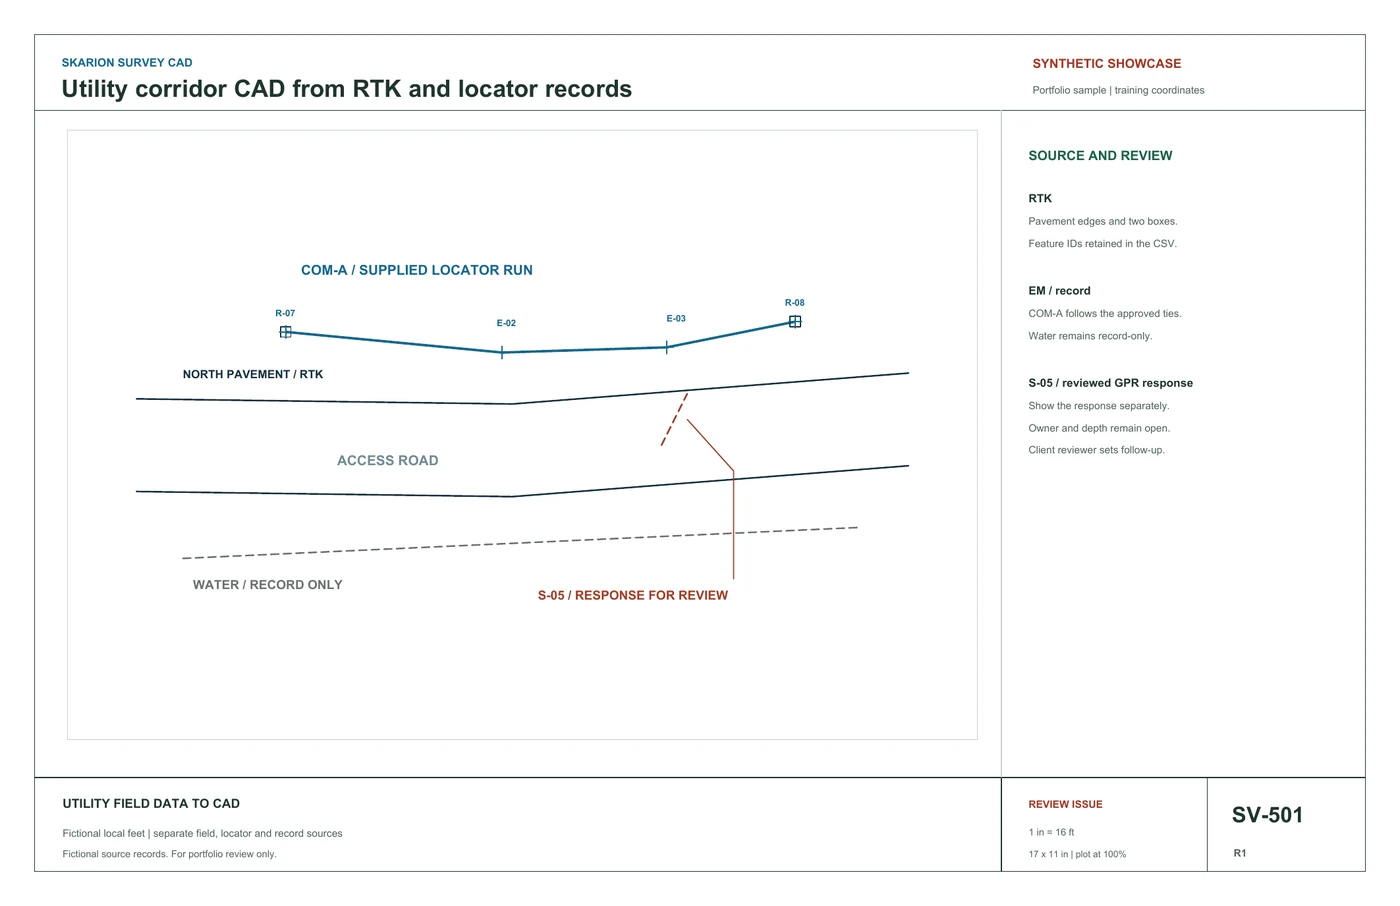 SKARION SURVEY CAD
Utility corridor CAD from RTK and locator records
SYNTHETIC SHOWCASE
Portfolio sample | training coordinates
COM-A / SUPPLIED LOCATOR RUN
R-07
E-02
E-03
R-08
NORTH PAVEMENT / RTK
ACCESS ROAD
WATER / RECORD ONLY
S-05 / RESPONSE FOR REVIEW
SOURCE AND REVIEW
RTK
Pavement edges and two boxes.
Feature IDs retained in the CSV.
EM / record
COM-A follows the approved ties.
Water remains record-only.
S-05 / reviewed GPR response
Show the response separately.
Owner and depth remain open.
Client reviewer sets follow-up.
UTILITY FIELD DATA TO CAD
Fictional local feet | separate field, locator and record sources
Fictional source records. For portfolio review only.
REVIEW ISSUE
1 in = 16 ft
17 x 11 in | plot at 100%
SV-501
R1